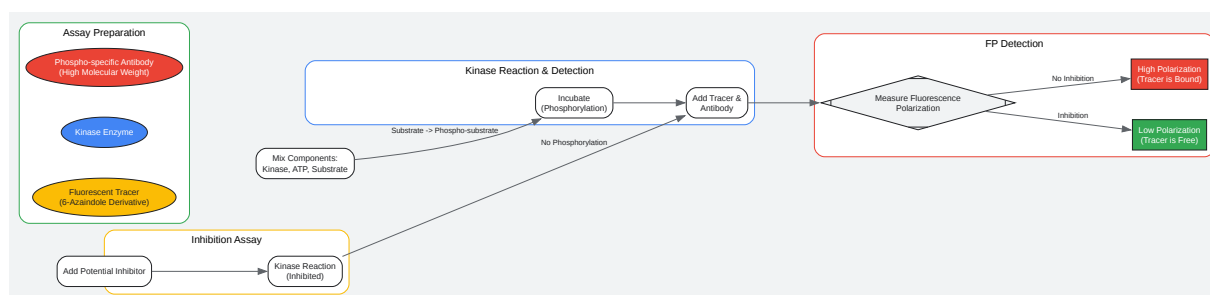 Assay Preparation
Phospho-specific Antibody
(High Molecular Weight)
Kinase Enzyme
Fluorescent Tracer
(6-Azaindole Derivative)
Kinase Reaction & Detection
Incubate
(Phosphorylation)
Add Tracer &
Antibody
Substrate -> Phospho-substrate
Mix Components:
Kinase, ATP, Substrate
No Phosphorylation
Inhibition Assay
Add Potential Inhibitor
Kinase Reaction
(Inhibited)
FP Detection
Measure Fluorescence
Polarization
No Inhibition
High Polarization
(Tracer is Bound)
Inhibition
Low Polarization
(Tracer is Free)